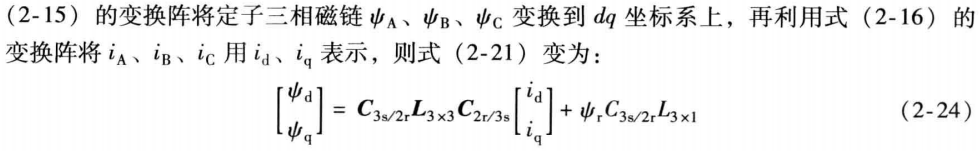 (2-15) 的变换阵将定子三相磁链 ψ_A、ψ_B、ψ_C 变换到 dq 坐标系上，再利用式 (2-16) 的
变换阵将 i_A、i_B、i_C 用 i_d、i_q 表示，则式 (2-21) 变为：
[ψ_d ψ_q] = C_{3s/2r}L_{3×3}C_{2r/3s}[i_d i_q] + ψ_rC_{3s/2r}L_{3×1} (2-24)